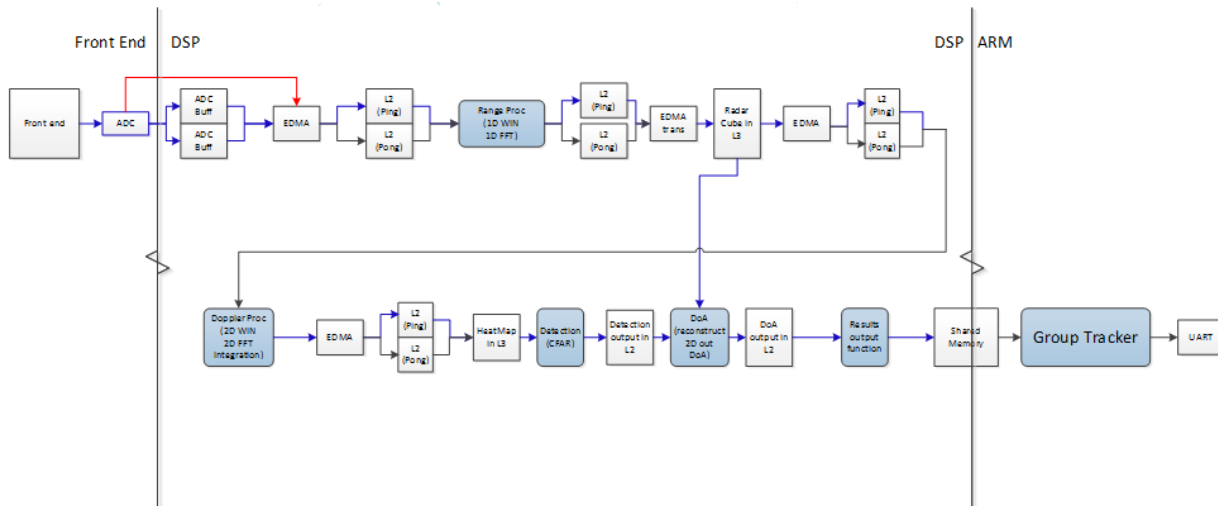 Front End
DSP
DSP
ARM
Front end
ADC
ADC
Buff
ADC
Buff
EDMA
L2
(Ping)
L2
(Pong)
Range Proc
(1D WIN
1D FFT)
L2
(Ping)
L2
(Pong)
EDMA
trans
Radar
Cube in
L3
EDMA
L2
(Ping)
L2
(Pong)
Doppler Proc
(2D WIN
2D FFT
Integration)
EDMA
L2
(Ping)
L2
(Pong)
HeatMap
in L3
Detection
(CFAR)
Detection
output in
L2
DoA
(reconstruct
2D out
DoA)
DoA
output in
L2
Results
output
function
Shared
Memory
Group Tracker
UART